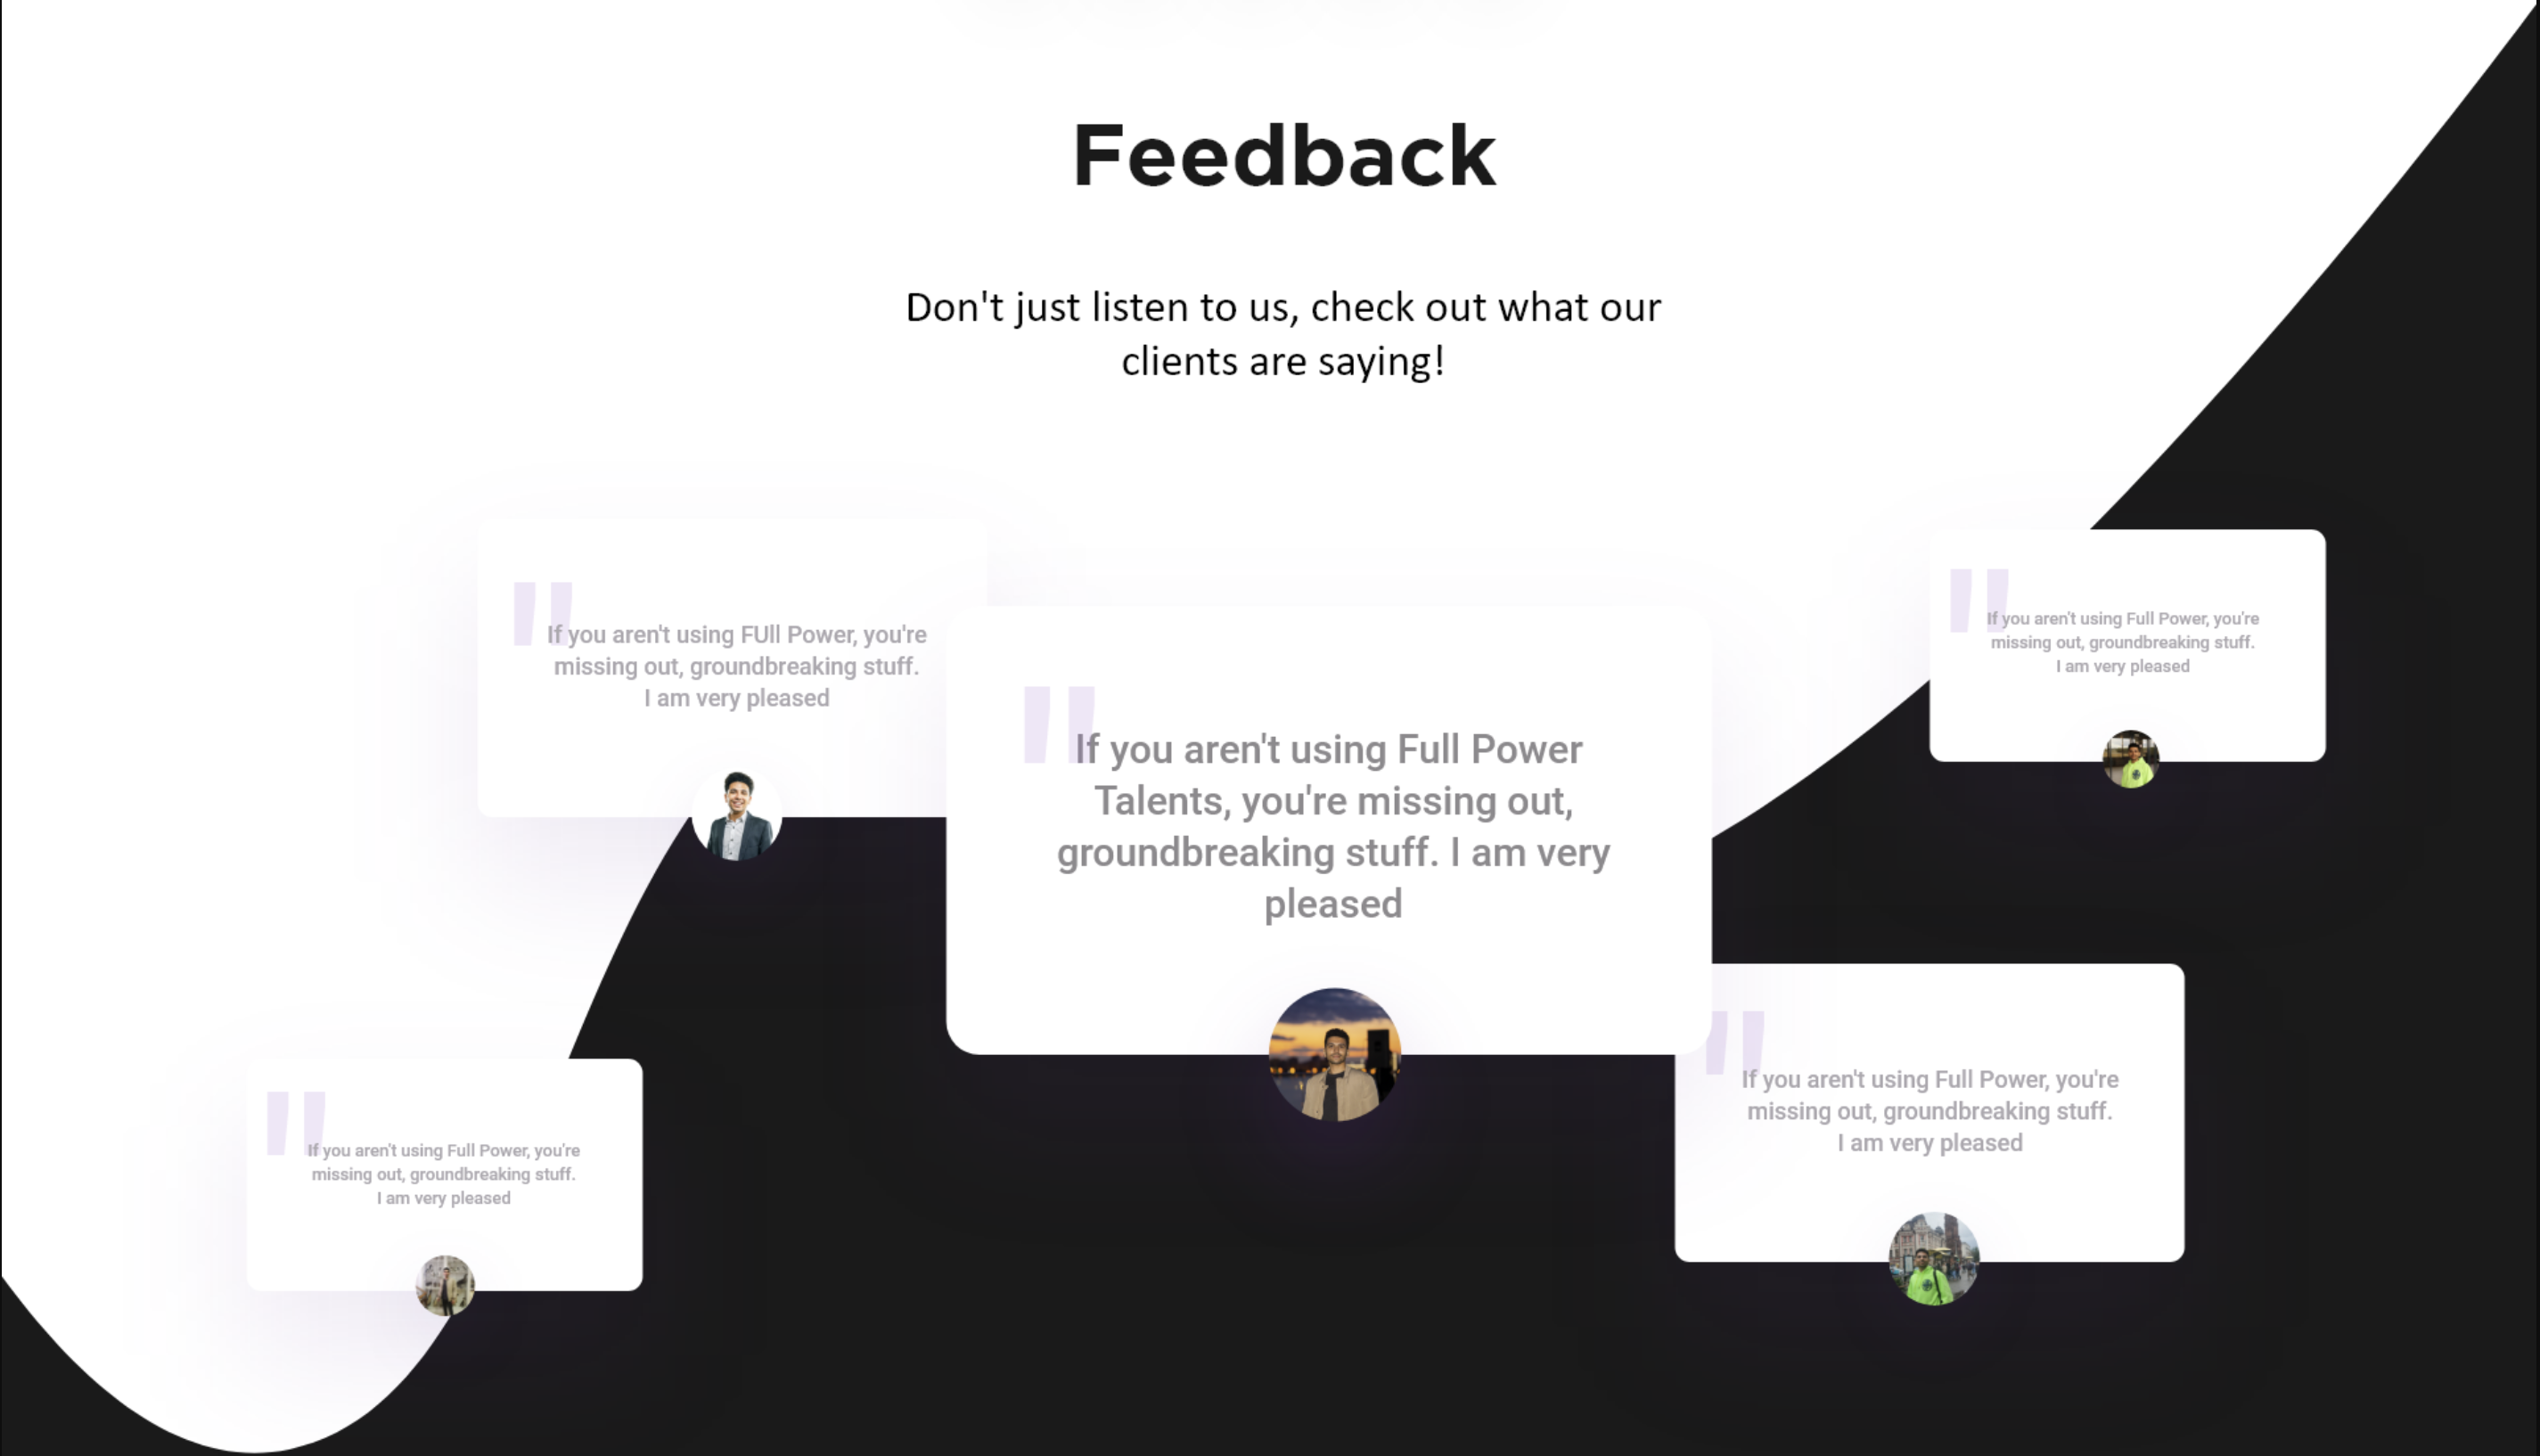 Feedback
Don't just listen to us, check out what our
clients are saying!
"
If you aren't using FUll Power, you're
missing out, groundbreaking stuff.
I am very pleased
"
If you aren't using Full Power
Talents, you're missing out,
groundbreaking stuff. I am very
pleased
"
If you aren't using Full Power, you're
missing out, groundbreaking stuff.
I am very pleased
"
If you aren't using Full Power, you're
missing out, groundbreaking stuff.
I am very pleased
"
If you aren't using Full Power, you're
missing out, groundbreaking stuff.
I am very pleased